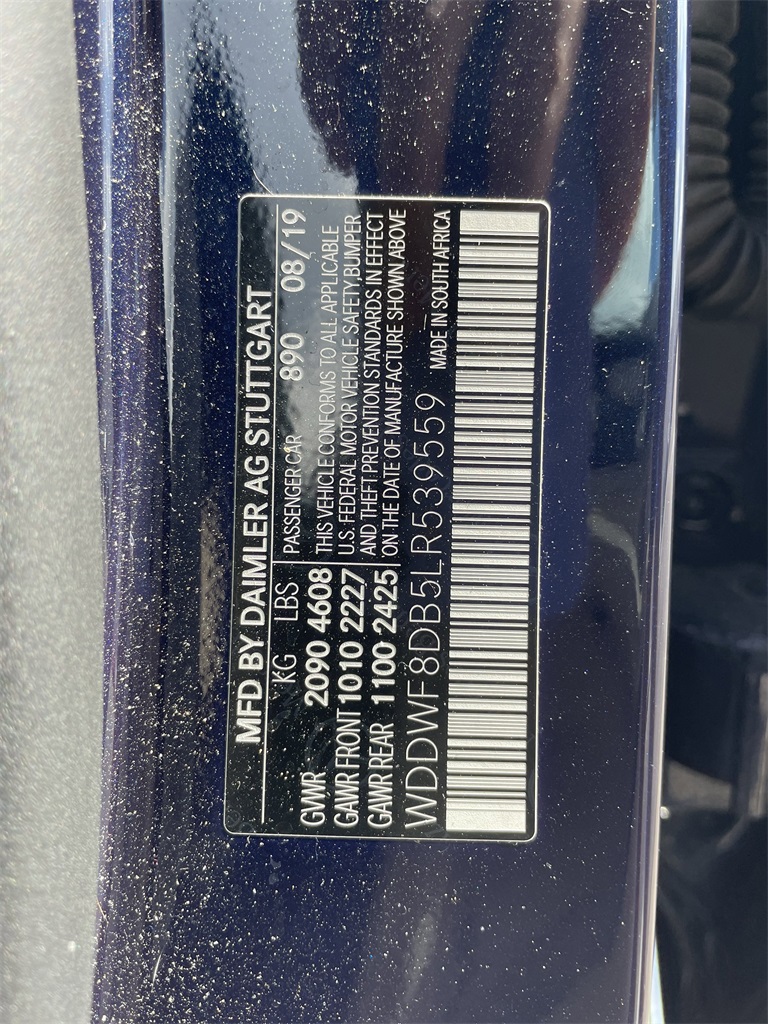 MFD BY DAIMLER AG STUTTGART
KG LBS PASSENGER CAR 890 08/19
GVWR 2090 4608 THIS VEHICLE CONFORMS TO ALL APPLICABLE
GAWR FRONT 1010 2227 U.S. FEDERAL MOTOR VEHICLE SAFETY, BUMPER
GAWR REAR 1100 2425 AND THEFT PREVENTION STANDARDS IN EFFECT
ON THE DATE OF MANUFACTURE SHOWN ABOVE
WDDWF8DB5LR539559 MADE IN SOUTH AFRICA